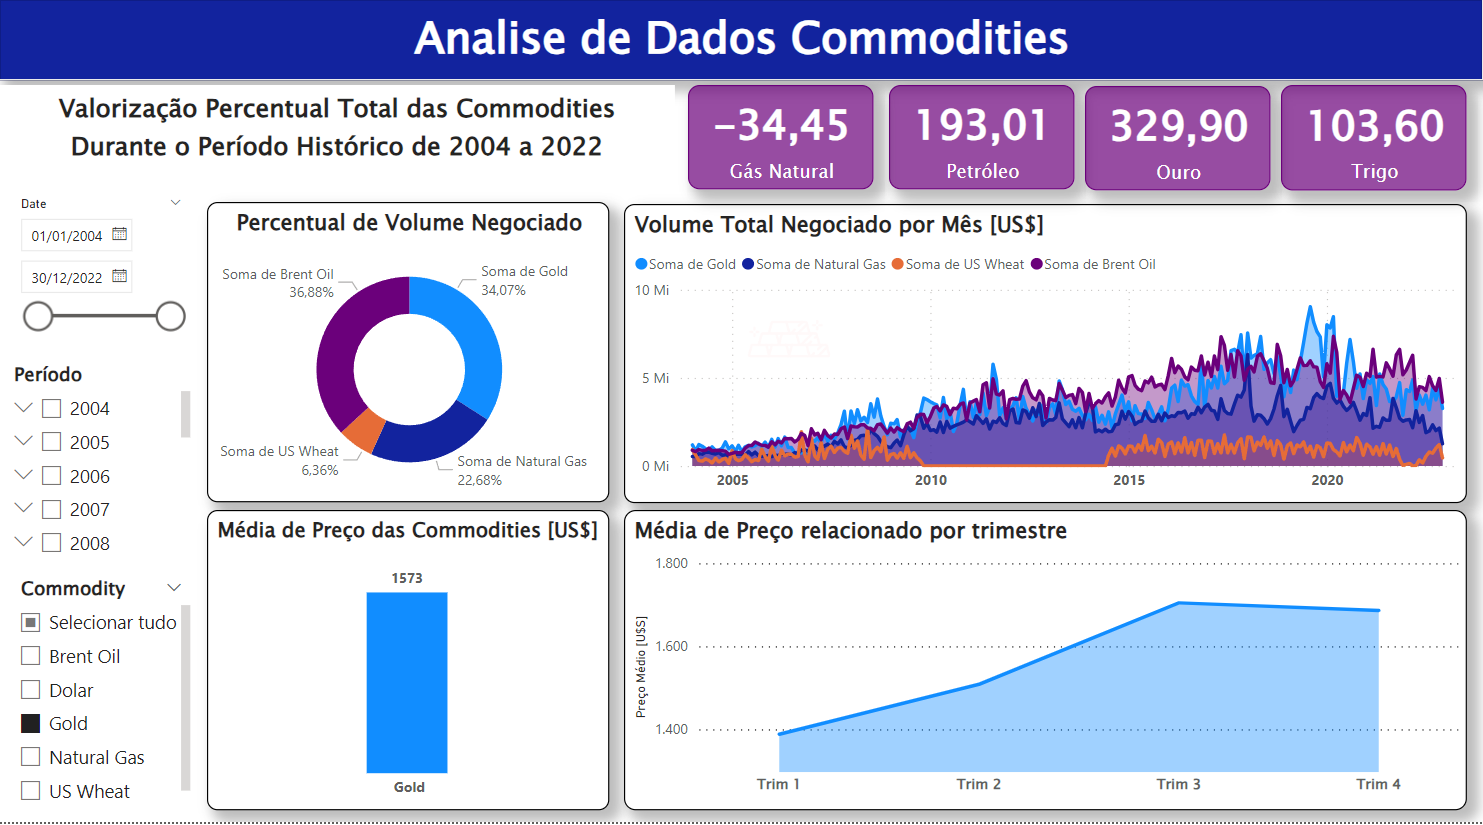 Analise de Dados Commodities
Valorização Percentual Total das Commodities
Durante o Período Histórico de 2004 a 2022
−34,45
Gás Natural
193,01
Petróleo
329,90
Ouro
103,60
Trigo
Date
01/01/2004
30/12/2022
Período
2004
2005
2006
2007
2008
Commodity
Selecionar tudo
Brent Oil
Dolar
Gold
Natural Gas
US Wheat
Percentual de Volume Negociado
Soma de Brent Oil
36,88%
Soma de Gold
34,07%
Soma de US Wheat
6,36%
Soma de Natural Gas
22,68%
Volume Total Negociado por Mês [US$]
Soma de Gold Soma de Natural Gas Soma de US Wheat Soma de Brent Oil
10 Mi
5 Mi
0 Mi
2005 2010 2015 2020
Média de Preço das Commodities [US$]
1573
Gold
Média de Preço relacionado por trimestre
Preço Médio [U$S]
1.800
1.600
1.400
Trim 1 Trim 2 Trim 3 Trim 4